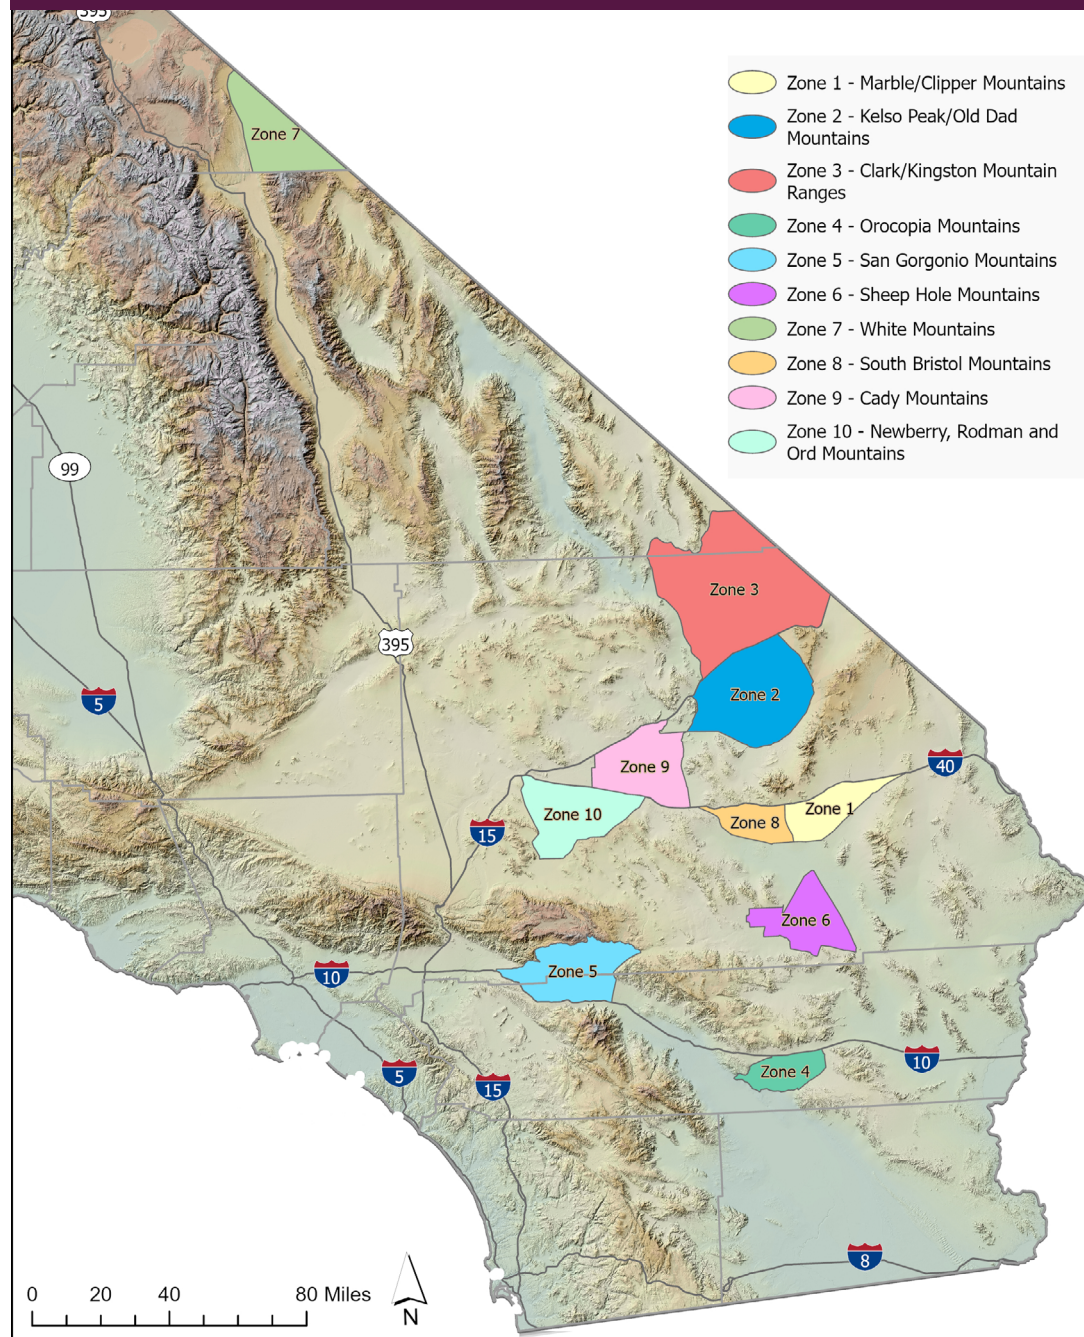 395
Zone 7
Zone 1 - Marble/Clipper Mountains
Zone 2 - Kelso Peak/Old Dad
Mountains
Zone 3 - Clark/Kingston Mountain
Ranges
Zone 4 - Orocopia Mountains
Zone 5 - San Gorgonio Mountains
Zone 6 - Sheep Hole Mountains
Zone 7 - White Mountains
Zone 8 - South Bristol Mountains
Zone 9 - Cady Mountains
Zone 10 - Newberry, Rodman and
Ord Mountains
99
Zone 3
395
5
Zone 2
40
Zone 9
Zone 1
Zone 10
Zone 8
15
Zone 6
Zone 5
10
10
Zone 4
5
15
8
0 20 40 80 Miles
N